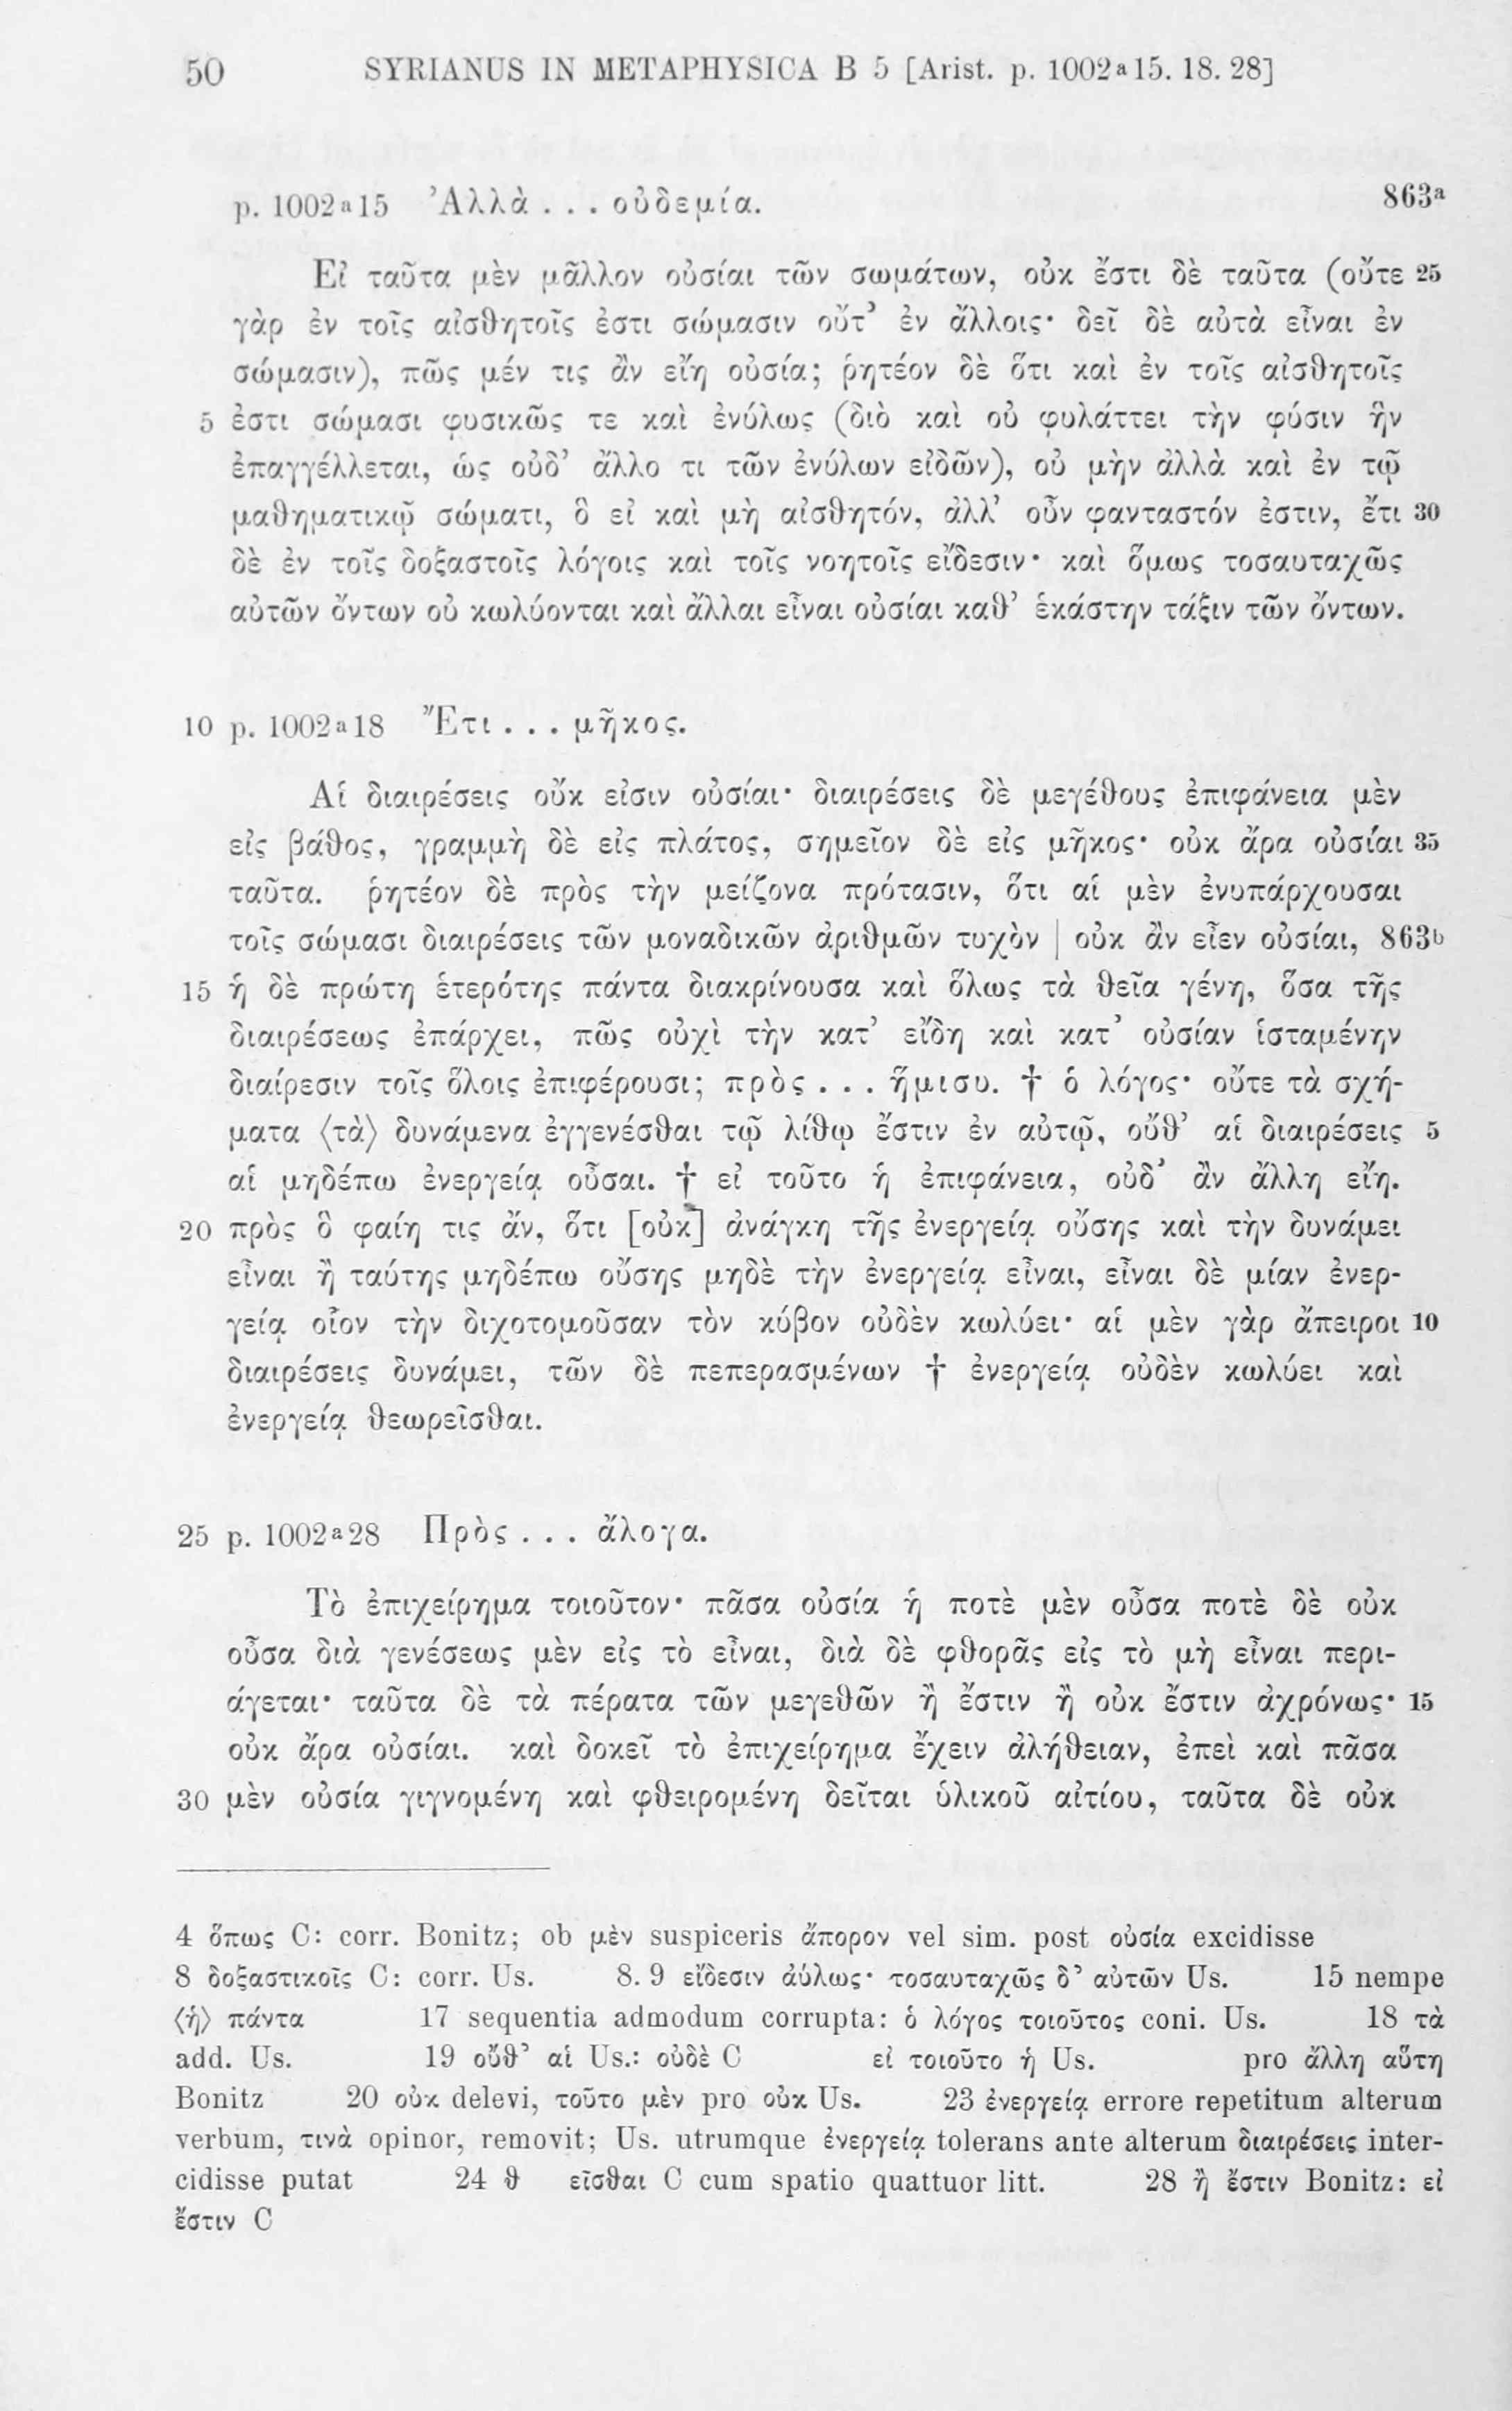 50 SYRIANUS IN METAPHYSICA B 5 [Arist. p. 1002ᵃ15. 18. 28]
p. 1002ᵃ15 Ἀλλὰ . . . οὐδεμία. 863ᵃ
Εἰ ταῦτα μὲν μᾶλλον οὐσίαι τῶν σωμάτων, οὐκ ἔστι δὲ ταῦτα (οὔτε 25
γὰρ ἐν τοῖς αἰσθητοῖς ἐστι σώμασιν οὔτ’ ἐν ἄλλοις· δεῖ δὲ αὐτὰ εἶναι ἐν
σώμασιν), πῶς μέν τις ἂν εἴη οὐσία; ῥητέον δὲ ὅτι καὶ ἐν τοῖς αἰσθητοῖς
5 ἐστι σώμασι φυσικῶς τε καὶ ἐνύλως (διὸ καὶ οὐ φυλάττει τὴν φύσιν ἣν
ἐπαγγέλλεται, ὡς οὐδ’ ἄλλο τι τῶν ἐνύλων εἰδῶν), οὐ μὴν ἀλλὰ καὶ ἐν τῷ
μαθηματικῷ σώματι, ὃ εἰ καὶ μὴ αἰσθητόν, ἀλλ’ οὖν φανταστόν ἐστιν, ἔτι 30
δὲ ἐν τοῖς δοξαστοῖς λόγοις καὶ τοῖς νοητοῖς εἴδεσιν· καὶ ὅμως τοσαυταχῶς
αὐτῶν ὄντων οὐ κωλύονται καὶ ἄλλαι εἶναι οὐσίαι καθ’ ἑκάστην τάξιν τῶν ὄντων.
10 p. 1002ᵃ18 Ἔτι . . . μῆκος.
Αἱ διαιρέσεις οὔκ εἰσιν οὐσίαι· διαιρέσεις δὲ μεγέθους ἐπιφάνεια μὲν
εἰς βάθος, γραμμὴ δὲ εἰς πλάτος, σημεῖον δὲ εἰς μῆκος· οὐκ ἄρα οὐσίαι 35
ταῦτα. ῥητέον δὲ πρὸς τὴν μείζονα πρότασιν, ὅτι αἱ μὲν ἐνυπάρχουσαι
τοῖς σώμασι διαιρέσεις τῶν μοναδικῶν ἀριθμῶν τυχὸν | οὐκ ἂν εἶεν οὐσίαι, 863ᵇ
15 ἡ δὲ πρώτη ἑτερότης πάντα διακρίνουσα καὶ ὅλως τὰ θεῖα γένη, ὅσα τῆς
διαιρέσεως ἐπάρχει, πῶς οὐχὶ τὴν κατ’ εἴδη καὶ κατ’ οὐσίαν ἱσταμένην
διαίρεσιν τοῖς ὅλοις ἐπιφέρουσι; πρὸς . . . ἥμισυ. † ὁ λόγος· οὔτε τὰ σχή-
ματα ⟨τὰ⟩ δυνάμενα ἐγγενέσθαι τῷ λίθῳ ἔστιν ἐν αὐτῷ, οὔθ’ αἱ διαιρέσεις 5
αἱ μηδέπω ἐνεργείᾳ οὖσαι. † εἰ τοῦτο ἡ ἐπιφάνεια, οὐδ’ ἂν ἄλλη εἴη.
20 πρὸς ὃ φαίη τις ἄν, ὅτι [οὐκ] ἀνάγκη τῆς ἐνεργείᾳ οὔσης καὶ τὴν δυνάμει
εἶναι ἢ ταύτης μηδέπω οὔσης μηδὲ τὴν ἐνεργείᾳ εἶναι, εἶναι δὲ μίαν ἐνερ-
γείᾳ οἷον τὴν διχοτομοῦσαν τὸν κύβον οὐδὲν κωλύει· αἱ μὲν γὰρ ἄπειροι 10
διαιρέσεις δυνάμει, τῶν δὲ πεπερασμένων † ἐνεργείᾳ οὐδὲν κωλύει καὶ
ἐνεργείᾳ θεωρεῖσθαι.
25 p. 1002ᵃ28 Πρὸς . . . ἄλογα.
Τὸ ἐπιχείρημα τοιοῦτον· πᾶσα οὐσία ἡ ποτὲ μὲν οὖσα ποτὲ δὲ οὐκ
οὖσα διὰ γενέσεως μὲν εἰς τὸ εἶναι, διὰ δὲ φθορᾶς εἰς τὸ μὴ εἶναι περι-
άγεται· ταῦτα δὲ τὰ πέρατα τῶν μεγεθῶν ἢ ἔστιν ἢ οὐκ ἔστιν ἀχρόνως· 15
οὐκ ἄρα οὐσίαι. καὶ δοκεῖ τὸ ἐπιχείρημα ἔχειν ἀλήθειαν, ἐπεὶ καὶ πᾶσα
30 μὲν οὐσία γιγνομένη καὶ φθειρομένη δεῖται ὑλικοῦ αἰτίου, ταῦτα δὲ οὐκ
4 ὅπως C: corr. Bonitz; ob μὲν suspiceris ἄπορον vel sim. post οὐσία excidisse
8 δοξαστικοῖς C: corr. Us. 8. 9 εἴδεσιν ἀύλως· τοσαυταχῶς δ’ αὐτῶν Us. 15 nempe
⟨ἡ⟩ πάντα 17 sequentia admodum corrupta: ὁ λόγος τοιοῦτος coni. Us. 18 τὰ
add. Us. 19 οὔθ’ αἱ Us.: οὐδὲ C εἰ τοιοῦτο ἡ Us. pro ἄλλη αὕτη
Bonitz 20 οὐκ delevi, τοῦτο μὲν pro οὐκ Us. 23 ἐνεργείᾳ errore repetitum alterum
verbum, τινὰ opinor, removit; Us. utrumque ἐνεργείᾳ tolerans ante alterum διαιρέσεις inter-
cidisse putat 24 θ εῖσθαι C cum spatio quattuor litt. 28 ἢ ἔστιν Bonitz: εἰ
ἔστιν C